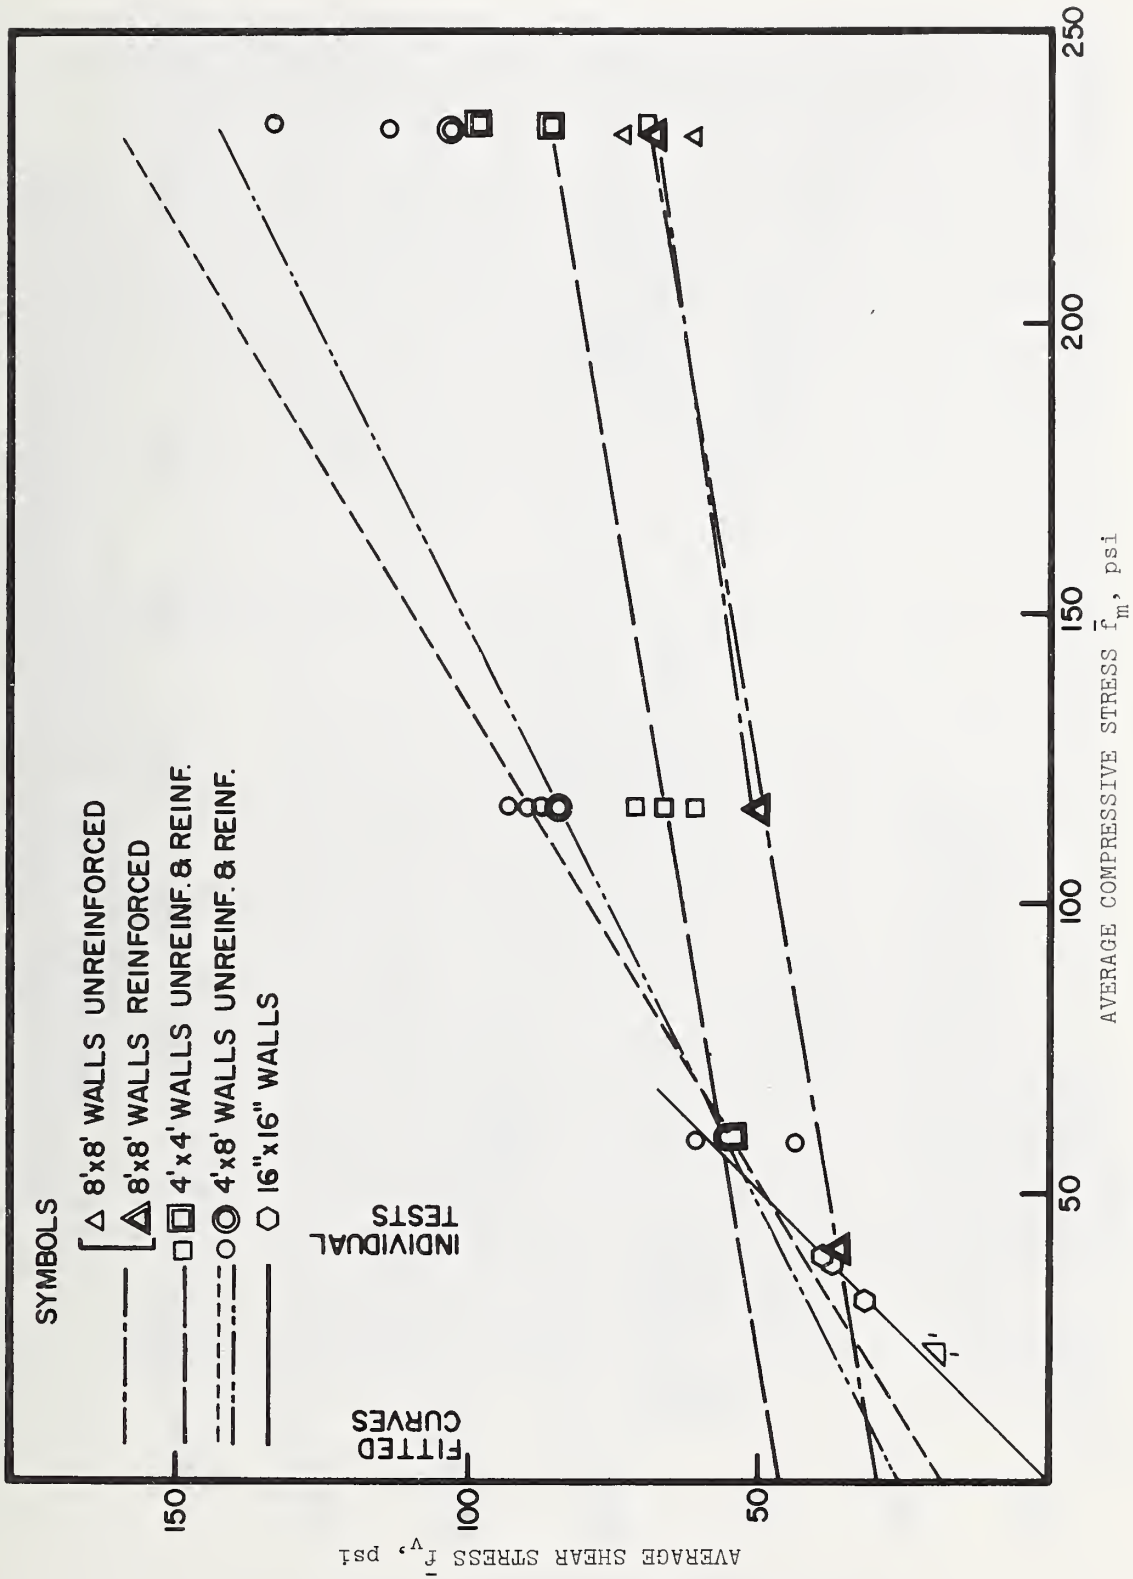 SYMBOLS
8'x8' WALLS UNREINFORCED
8'x8' WALLS REINFORCED
4'x4' WALLS UNREINF. & REINF.
4'x8' WALLS UNREINF. & REINF.
16"x16" WALLS
FITTED
CURVES
INDIVIDUAL
TESTS
150
100
50
AVERAGE SHEAR STRESS f̄v, psi
50
100
150
200
250
AVERAGE COMPRESSIVE STRESS f̄m, psi